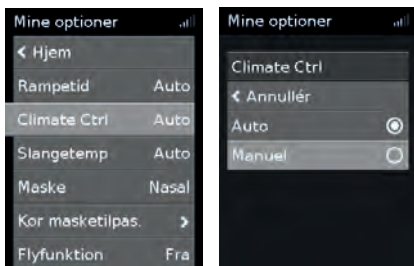 Mine optioner
< Hjem
Rampetid Auto
Climate Ctrl Auto
Slangetemp Auto
Maske Nasal
Kor masketilpas. >
Flyfunktion Fra
Mine optioner
Climate Ctrl
< Annullér
Auto
Manuel